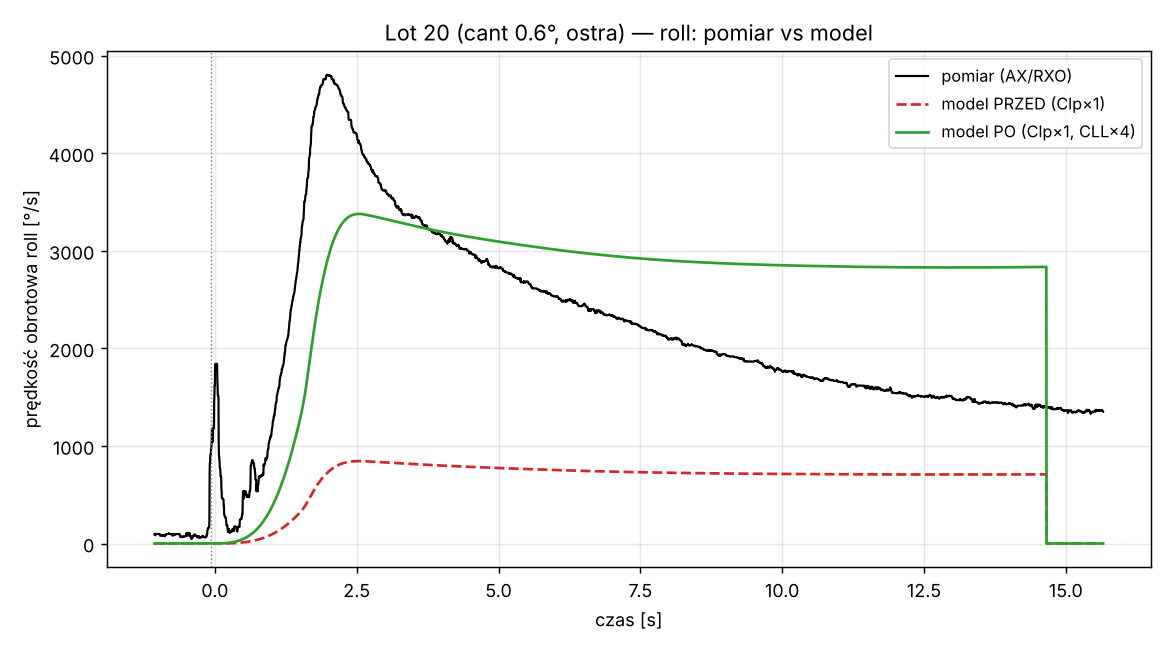 Lot 20 (cant 0.6°, ostra) — roll: pomiar vs model
prędkość obrotowa roll [°/s]
5000
4000
3000
2000
1000
0
pomiar (AX/RXO)
model PRZED (Clp×1)
model PO (Clp×1, CLL×4)
0.0 2.5 5.0 7.5 10.0 12.5 15.0
czas [s]